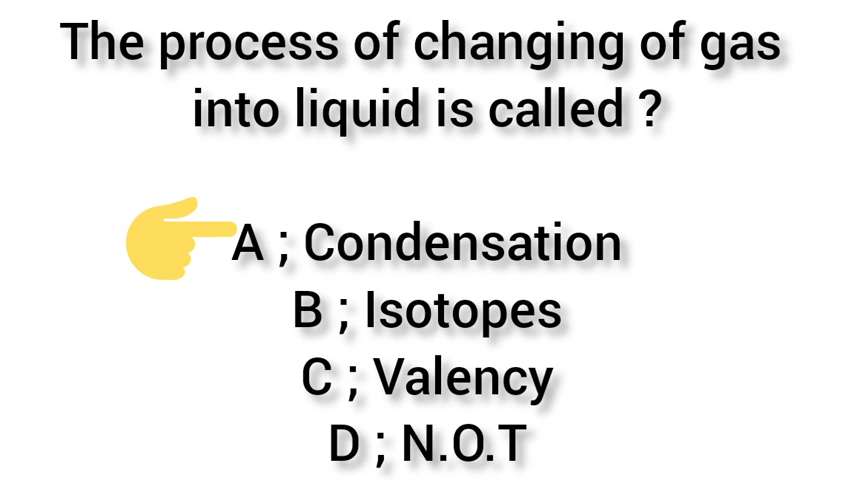 The process of changing of gas
into liquid is called ?
A ; Condensation
B ; Isotopes
C ; Valency
D ; N.O.T